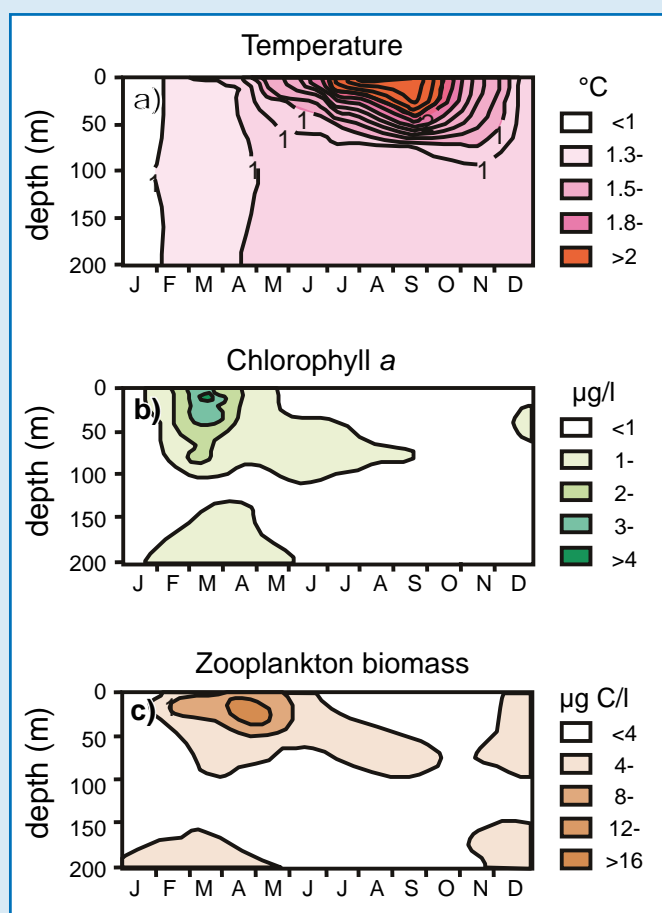 Temperature
a)
0
50
100
150
200
depth (m)
1
1
1
1
1
1
2
J F M A M J J A S O N D
°C
<1
1.3-
1.5-
1.8-
>2
Chlorophyll a
b)
0
50
100
150
200
depth (m)
J F M A M J J A S O N D
µg/l
<1
1-
2-
3-
>4
Zooplankton biomass
c)
0
50
100
150
200
depth (m)
J F M A M J J A S O N D
µg C/l
<4
4-
8-
12-
>16